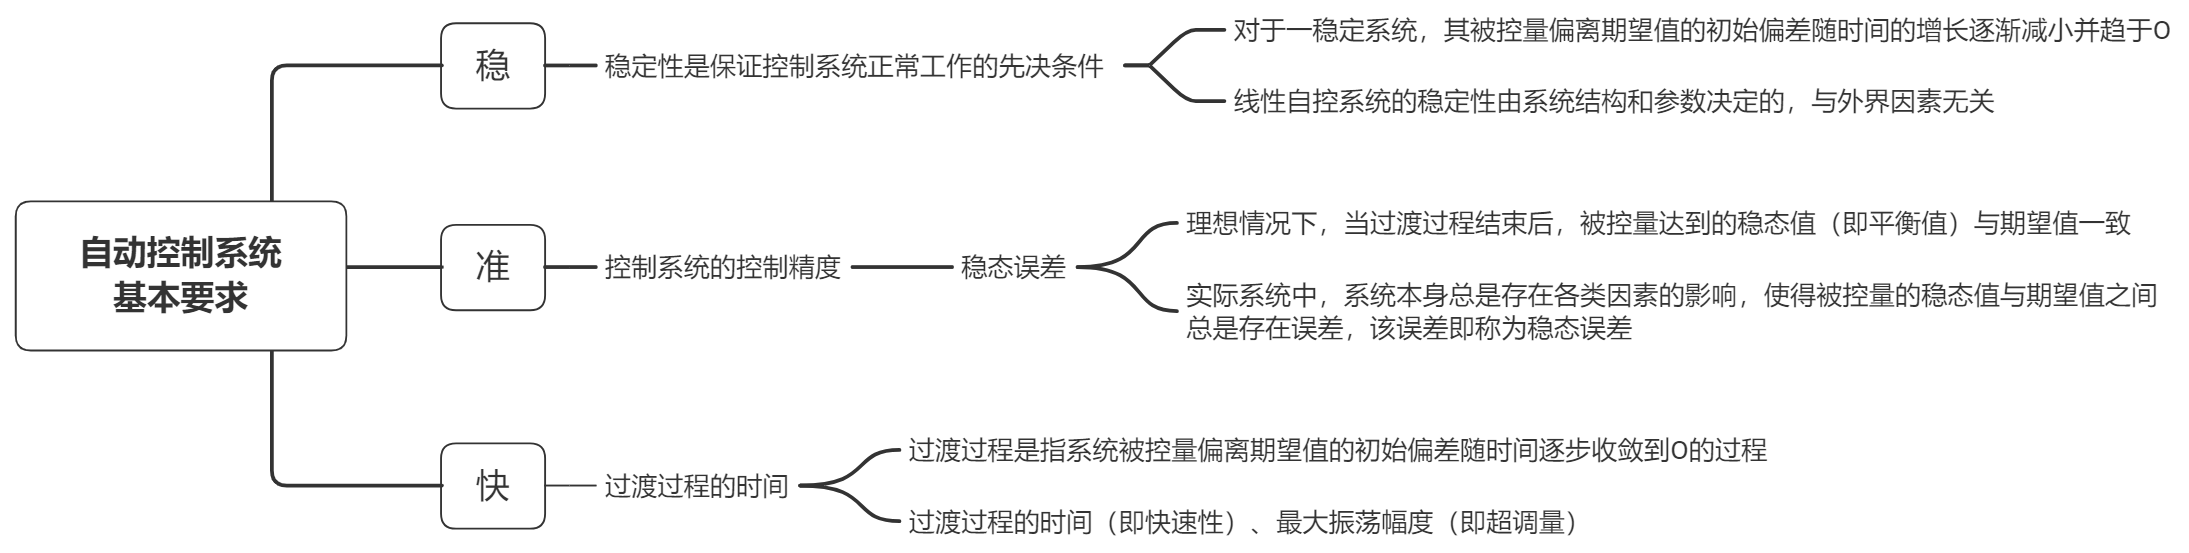 自动控制系统
基本要求
稳
稳定性是保证控制系统正常工作的先决条件
对于一稳定系统，其被控量偏离期望值的初始偏差随时间的增长逐渐减小并趋于O
线性自控系统的稳定性由系统结构和参数决定的，与外界因素无关
准
控制系统的控制精度
稳态误差
理想情况下，当过渡过程结束后，被控量达到的稳态值（即平衡值）与期望值一致
实际系统中，系统本身总是存在各类因素的影响，使得被控量的稳态值与期望值之间
总是存在误差，该误差即称为稳态误差
快
过渡过程的时间
过渡过程是指系统被控量偏离期望值的初始偏差随时间逐步收敛到O的过程
过渡过程的时间（即快速性）、最大振荡幅度（即超调量）